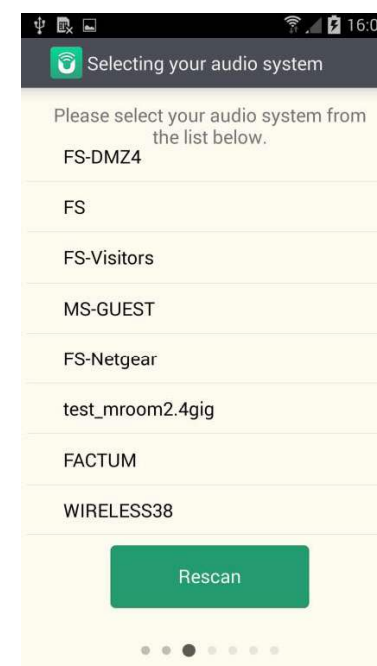 16:0
Selecting your audio system
Please select your audio system from
the list below.
FS-DMZ4
FS
FS-Visitors
MS-GUEST
FS-Netgear
test_mroom2.4gig
FACTUM
WIRELESS38
Rescan